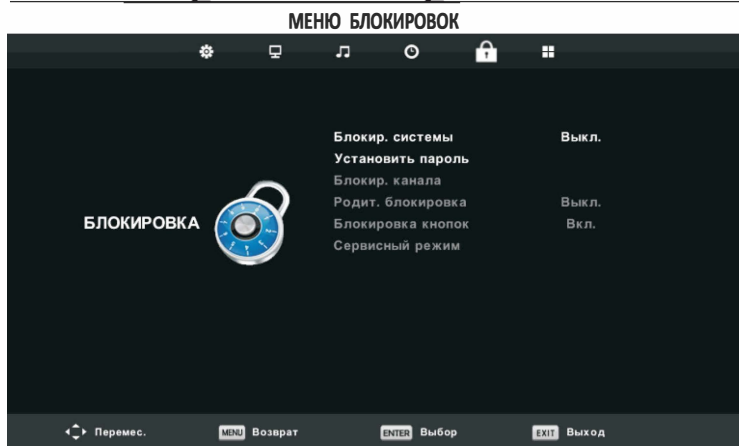 МЕНЮ БЛОКИРОВОК
Блокир. системы Выкл.
Установить пароль
Блокир. канала
Родит. блокировка Выкл.
Блокировка кнопок Вкл.
Сервисный режим
БЛОКИРОВКА
Перемес. MENU Возврат ENTER Выбор EXIT Выход